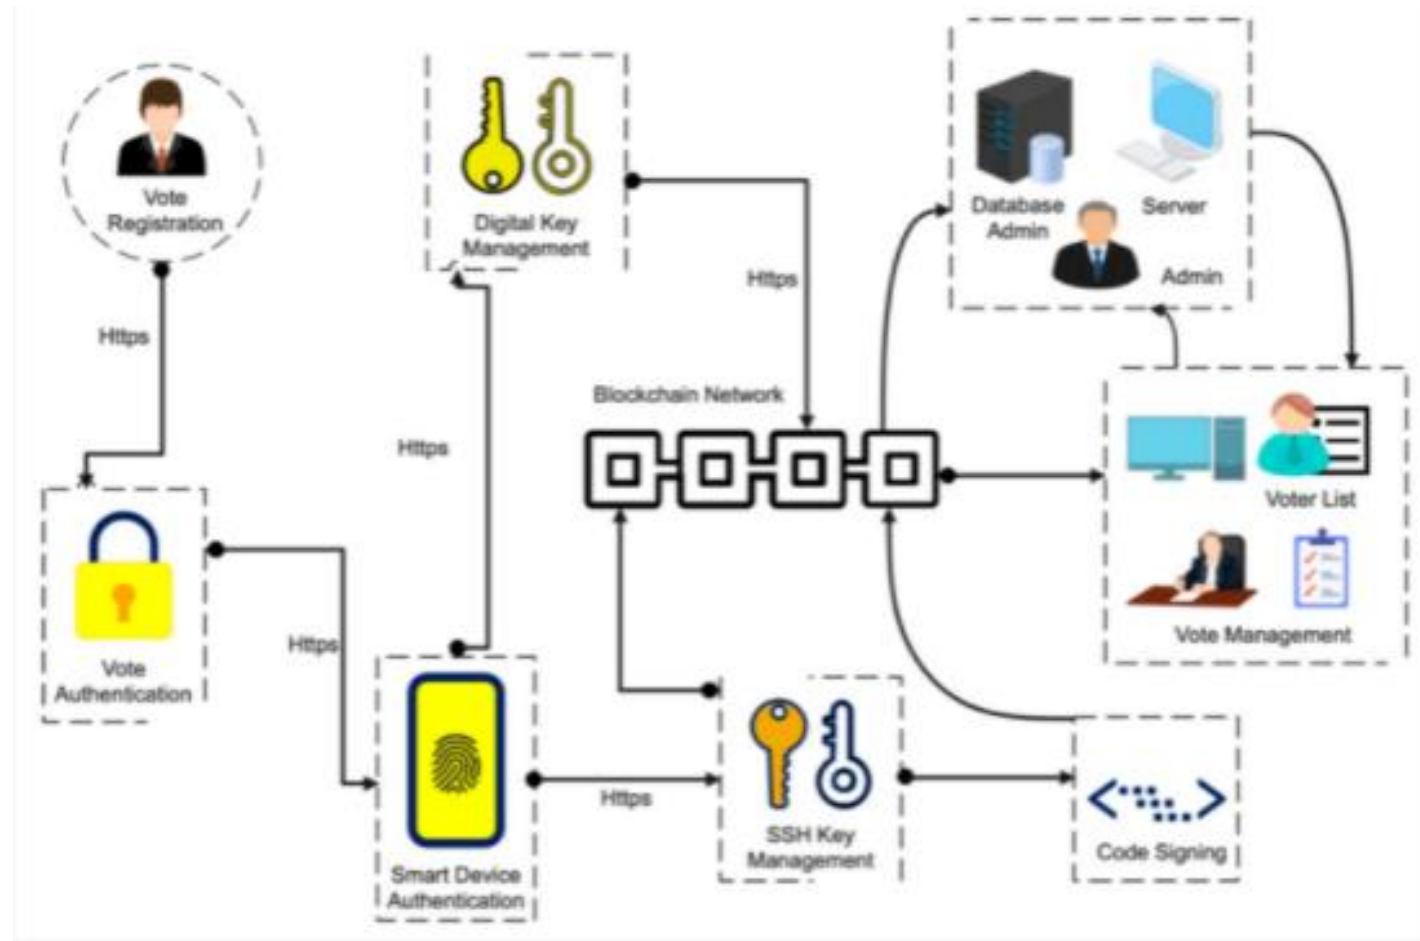 Vote
Registration
Https
Vote
Authentication
Https
Smart Device
Authentication
Https
Digital Key
Management
Https
Blockchain Network
Https
SSH Key
Management
Code Signing
Database
Admin
Server
Admin
Voter List
Vote Management